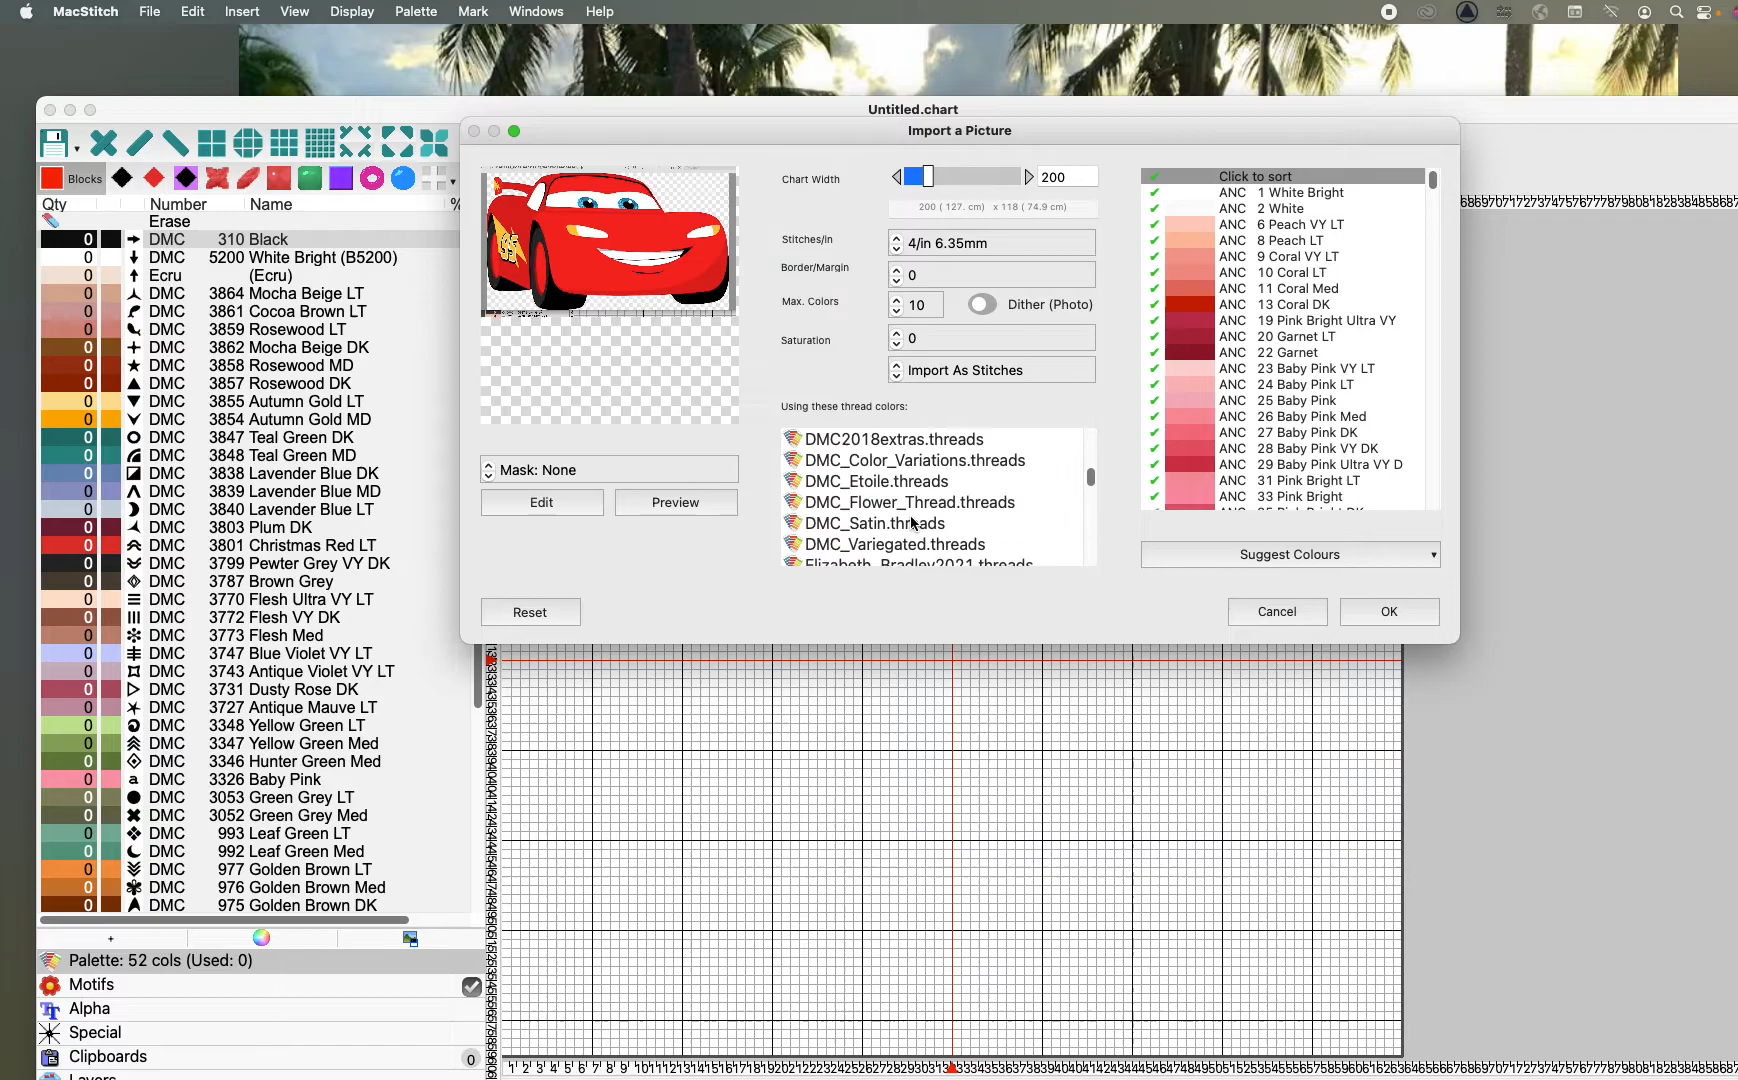 MacStitch File Edit Insert View Display Palette Mark Windows Help
Untitled.chart
Import a Picture
Blocks
Qty Number Name %
Erase
0 DMC 310 Black
0 DMC 5200 White Bright (B5200)
0 Ecru (Ecru)
0 DMC 3864 Mocha Beige LT
0 DMC 3861 Cocoa Brown LT
0 DMC 3859 Rosewood LT
0 DMC 3862 Mocha Beige DK
0 DMC 3858 Rosewood MD
0 DMC 3857 Rosewood DK
0 DMC 3855 Autumn Gold LT
0 DMC 3854 Autumn Gold MD
0 DMC 3847 Teal Green DK
0 DMC 3848 Teal Green MD
0 DMC 3838 Lavender Blue DK
0 DMC 3839 Lavender Blue MD
0 DMC 3840 Lavender Blue LT
0 DMC 3803 Plum DK
0 DMC 3801 Christmas Red LT
0 DMC 3799 Pewter Grey VY DK
0 DMC 3787 Brown Grey
0 DMC 3770 Flesh Ultra VY LT
0 DMC 3772 Flesh VY DK
0 DMC 3773 Flesh Med
0 DMC 3747 Blue Violet VY LT
0 DMC 3743 Antique Violet VY LT
0 DMC 3731 Dusty Rose DK
0 DMC 3727 Antique Mauve LT
0 DMC 3348 Yellow Green LT
0 DMC 3347 Yellow Green Med
0 DMC 3346 Hunter Green Med
0 a DMC 3326 Baby Pink
0 DMC 3053 Green Grey LT
0 DMC 3052 Green Grey Med
0 DMC 993 Leaf Green LT
0 DMC 992 Leaf Green Med
0 DMC 977 Golden Brown LT
0 DMC 976 Golden Brown Med
0 DMC 975 Golden Brown DK
+
Palette: 52 cols (Used: 0)
Motifs
Alpha
Special
Clipboards 0
Layers
95
Mask: None
Edit Preview
Reset
Chart Width 200
200 ( 127. cm) x 118 ( 74.9 cm)
Stitches/in 4/in 6.35mm
Border/Margin 0
Max. Colors 10 Dither (Photo)
Saturation 0
Import As Stitches
Using these thread colors:
DMC2018extras.threads
DMC_Color_Variations.threads
DMC_Etoile.threads
DMC_Flower_Thread.threads
DMC_Satin.threads
DMC_Variegated.threads
Elizabeth_Bradley2021.threads
Click to sort
ANC 1 White Bright
ANC 2 White
ANC 6 Peach VY LT
ANC 8 Peach LT
ANC 9 Coral VY LT
ANC 10 Coral LT
ANC 11 Coral Med
ANC 13 Coral DK
ANC 19 Pink Bright Ultra VY
ANC 20 Garnet LT
ANC 22 Garnet
ANC 23 Baby Pink VY LT
ANC 24 Baby Pink LT
ANC 25 Baby Pink
ANC 26 Baby Pink Med
ANC 27 Baby Pink DK
ANC 28 Baby Pink VY DK
ANC 29 Baby Pink Ultra VY D
ANC 31 Pink Bright LT
ANC 33 Pink Bright
Suggest Colours
Cancel OK